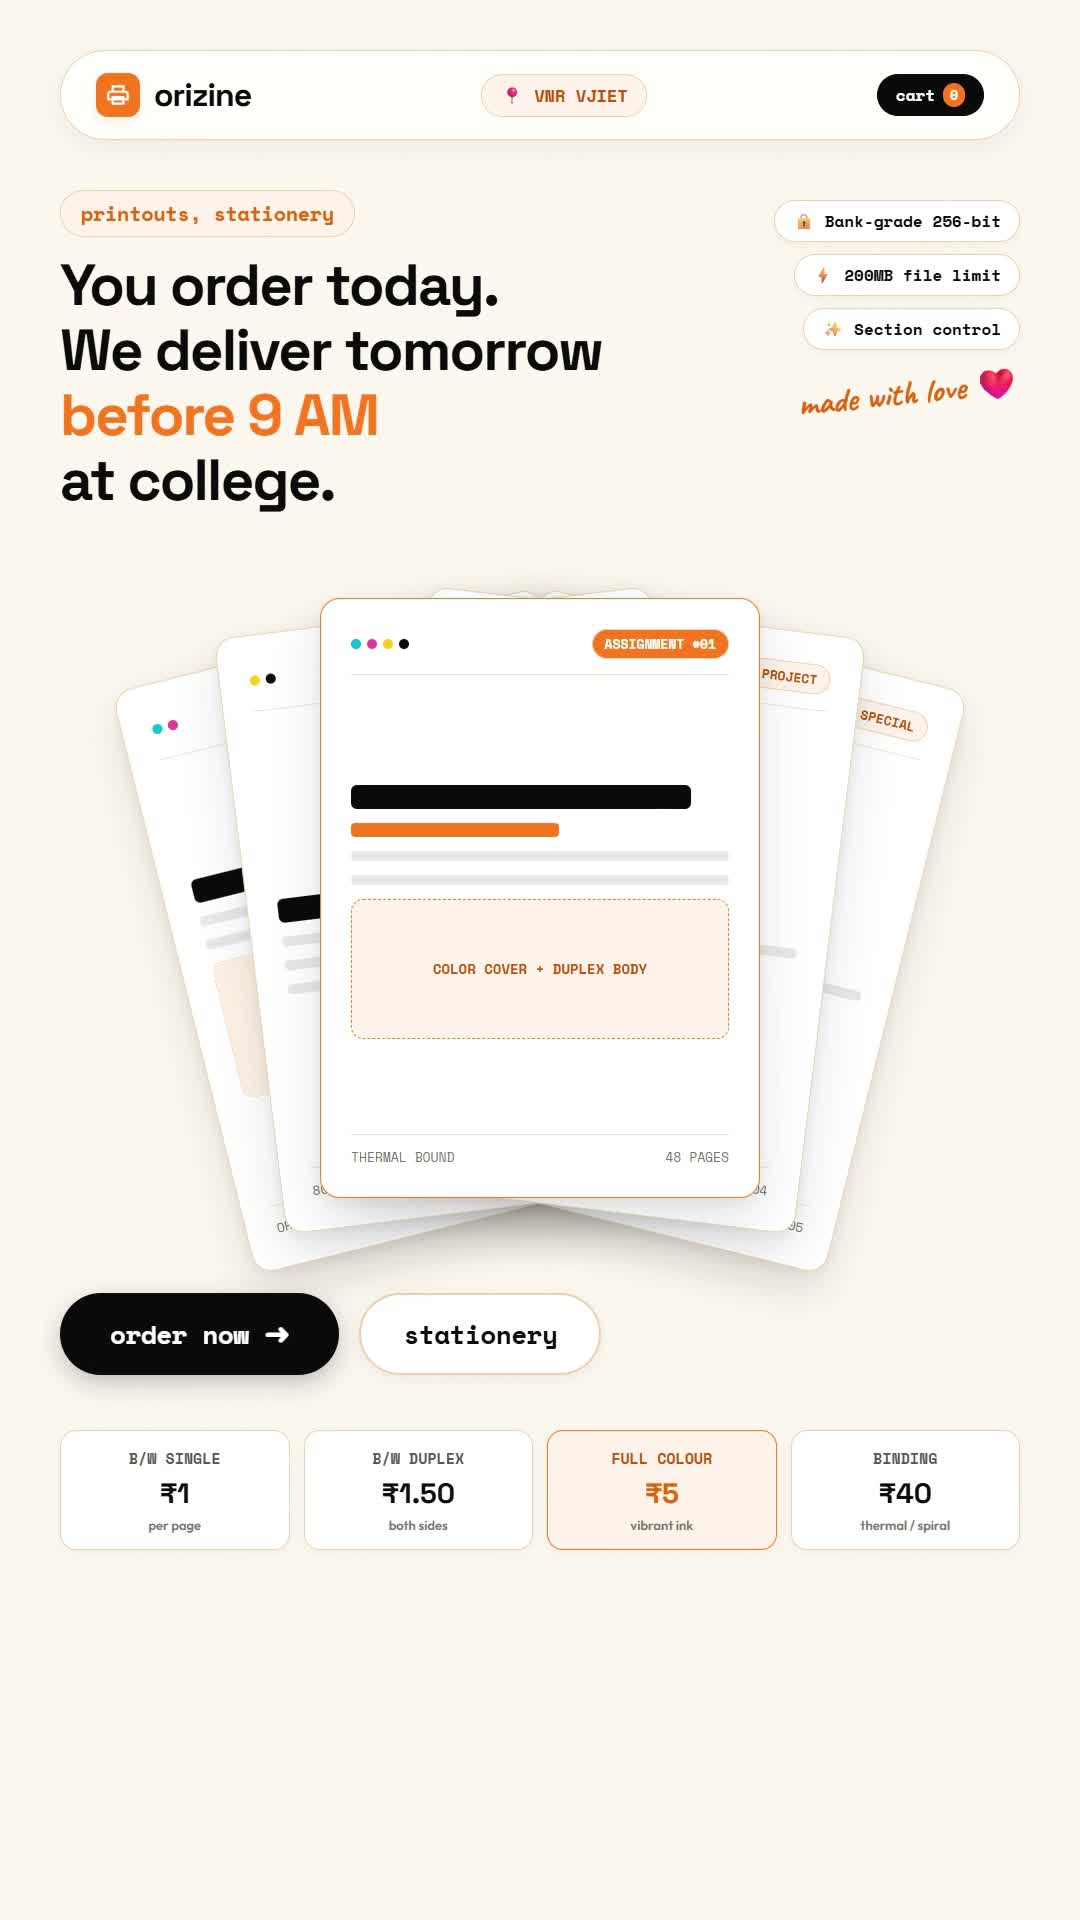 orizine
VNR VJIET
cart 0
printouts, stationery
You order today.
We deliver tomorrow
before 9 AM
at college.
Bank-grade 256-bit
200MB file limit
Section control
made with love
ASSIGNMENT #01
PROJECT
SPECIAL
COLOR COVER + DUPLEX BODY
THERMAL BOUND
48 PAGES
order now →
stationery
B/W SINGLE
₹1
per page
B/W DUPLEX
₹1.50
both sides
FULL COLOUR
₹5
vibrant ink
BINDING
₹40
thermal / spiral